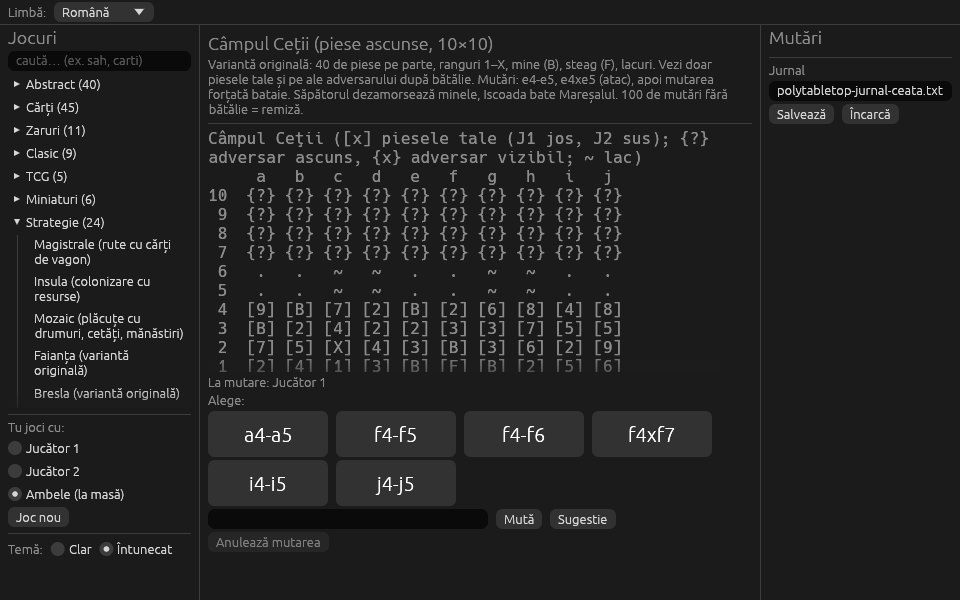 Limbă: Română
Jocuri
caută... (ex. sah, carti)
Abstract (40)
Cărți (45)
Zaruri (11)
Clasic (9)
TCG (5)
Miniaturi (6)
Strategie (24)
Magistrale (rute cu cărți
de vagon)
Insula (colonizare cu
resurse)
Mozaic (plăcuțe cu
drumuri, cetăți, mănăstiri)
Faianța (variantă
originală)
Bresla (variantă originală)
Tu joci cu:
Jucător 1
Jucător 2
Ambele (la masă)
Joc nou
Temă: Clar Întunecat
Câmpul Ceții (piese ascunse, 10×10)
Variantă originală: 40 de piese pe parte, ranguri 1–X, mine (B), steag (F), lacuri. Vezi doar
piesele tale și pe ale adversarului după bătălie. Mutări: e4-e5, e4xe5 (atac), apoi mutarea
forțată bataie. Săpătorul dezamorsează minele, Iscoada bate Mareșalul. 100 de mutări fără
bătălie = remiză.
Câmpul Ceții ([x] piesele tale (J1 jos, J2 sus); {?}
adversar ascuns, {x} adversar vizibil; ~ lac)
a b c d e f g h i j
10 {?} {?} {?} {?} {?} {?} {?} {?} {?} {?}
9 {?} {?} {?} {?} {?} {?} {?} {?} {?} {?}
8 {?} {?} {?} {?} {?} {?} {?} {?} {?} {?}
7 {?} {?} {?} {?} {?} {?} {?} {?} {?} {?}
6 . . ~ ~ . . ~ ~ . .
5 . . ~ ~ . . ~ ~ . .
4 [9] [B] [7] [2] [B] [2] [6] [8] [4] [8]
3 [B] [2] [4] [2] [2] [3] [3] [7] [5] [5]
2 [7] [5] [X] [4] [3] [B] [3] [6] [2] [9]
1 [2] [4] [1] [3] [B] [F] [B] [2] [5] [6]
La mutare: Jucător 1
Alege:
a4-a5 f4-f5 f4-f6 f4xf7
i4-i5 j4-j5
Mută Sugestie
Anulează mutarea
Mutări
Jurnal
polytabletop-jurnal-ceata.txt
Salvează Încarcă